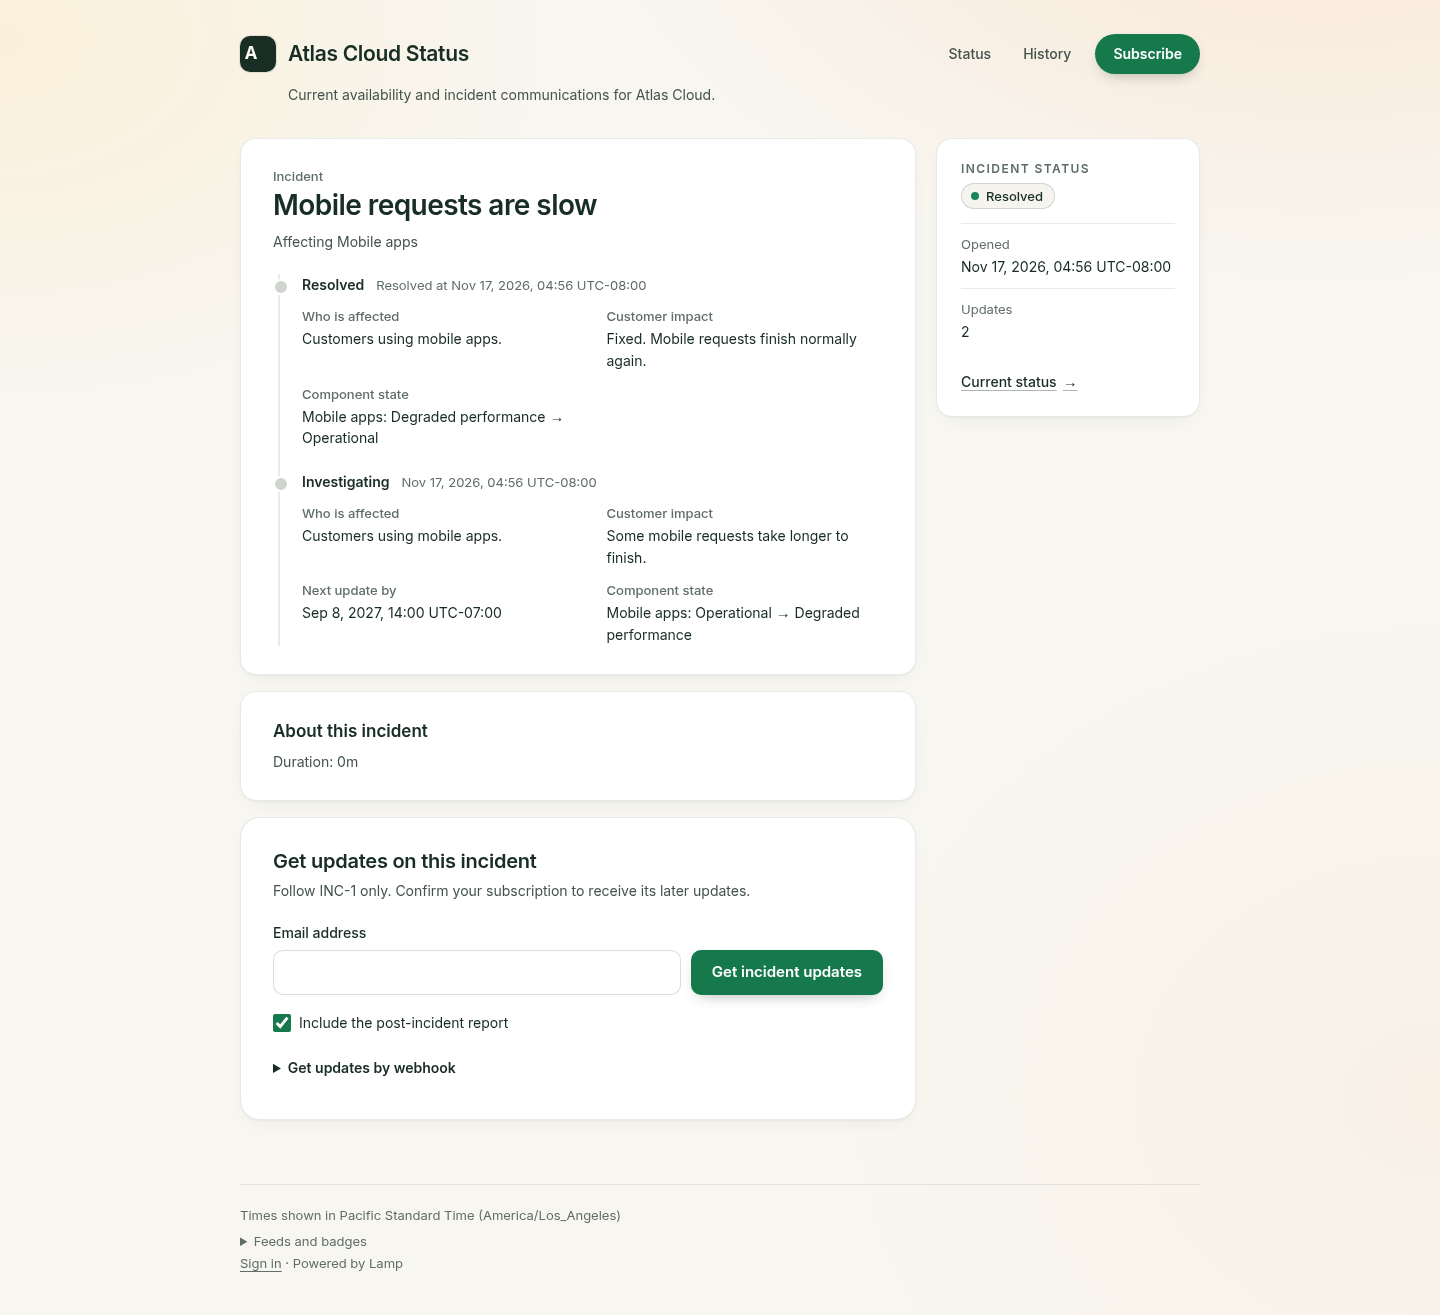 A
Atlas Cloud Status
Status
History
Subscribe
Current availability and incident communications for Atlas Cloud.
Incident
Mobile requests are slow
Affecting Mobile apps
Resolved Resolved at Nov 17, 2026, 04:56 UTC-08:00
Who is affected
Customers using mobile apps.
Customer impact
Fixed. Mobile requests finish normally
again.
Component state
Mobile apps: Degraded performance →
Operational
Investigating Nov 17, 2026, 04:56 UTC-08:00
Who is affected
Customers using mobile apps.
Customer impact
Some mobile requests take longer to
finish.
Next update by
Sep 8, 2027, 14:00 UTC-07:00
Component state
Mobile apps: Operational → Degraded
performance
INCIDENT STATUS
Resolved
Opened
Nov 17, 2026, 04:56 UTC-08:00
Updates
2
Current status →
About this incident
Duration: 0m
Get updates on this incident
Follow INC-1 only. Confirm your subscription to receive its later updates.
Email address
Get incident updates
Include the post-incident report
Get updates by webhook
Times shown in Pacific Standard Time (America/Los_Angeles)
Feeds and badges
Sign in · Powered by Lamp